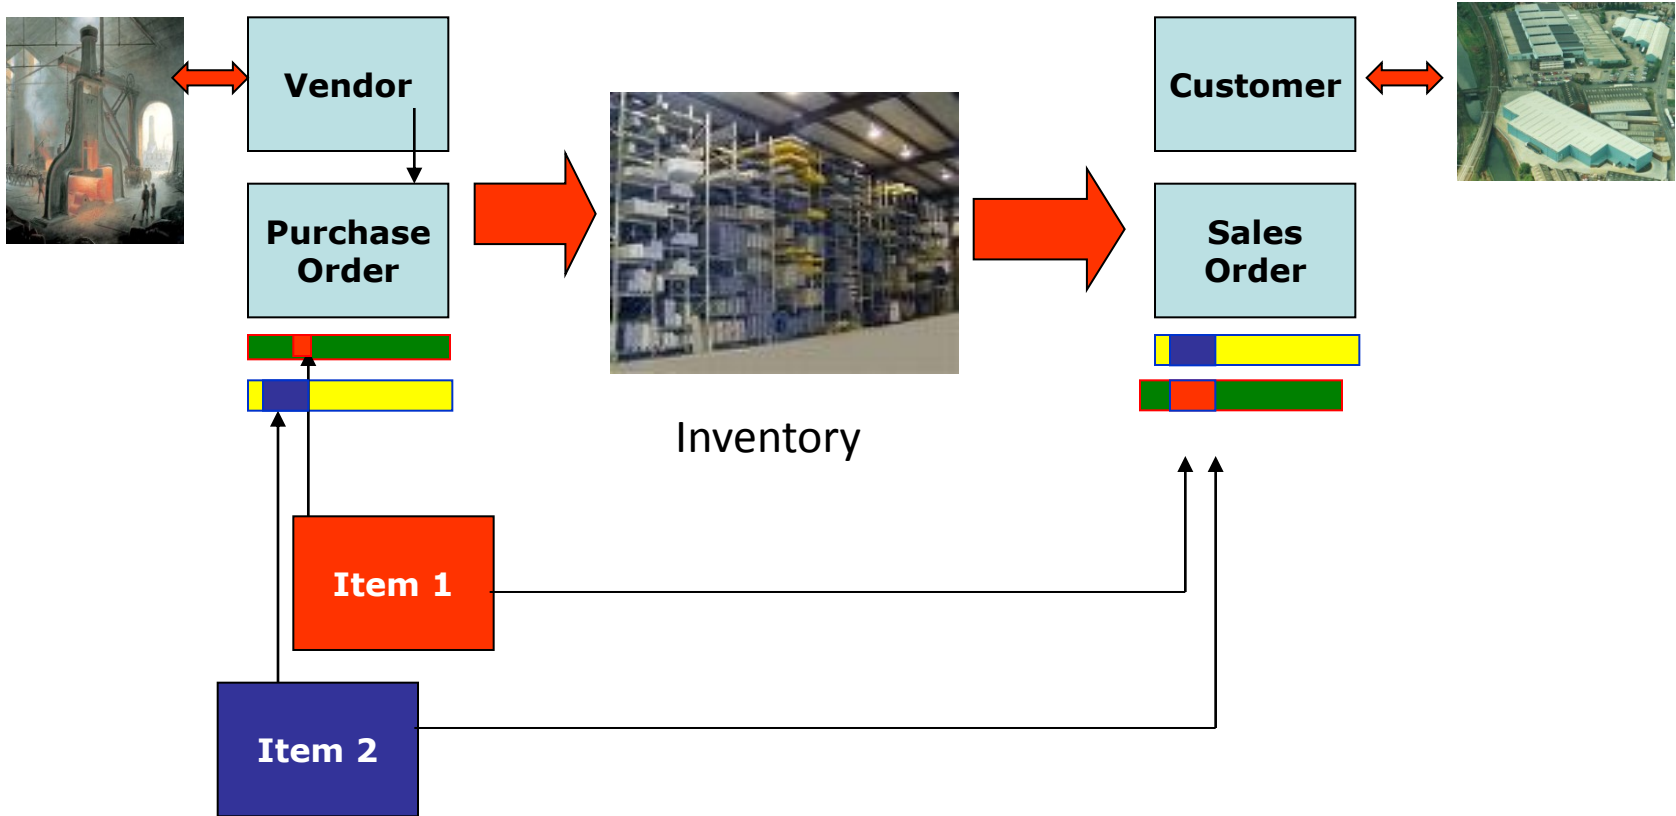 Vendor
Customer
Purchase
Order
Sales
Order
Inventory
Item 1
Item 2